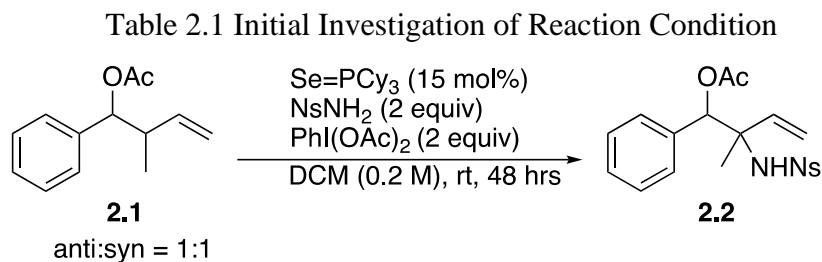 Table 2.1 Initial Investigation of Reaction Condition
OAc
2.1
anti:syn = 1:1
Se=PCy3 (15 mol%)
NsNH2 (2 equiv)
PhI(OAc)2 (2 equiv)
DCM (0.2 M), rt, 48 hrs
OAc
NHNs
2.2